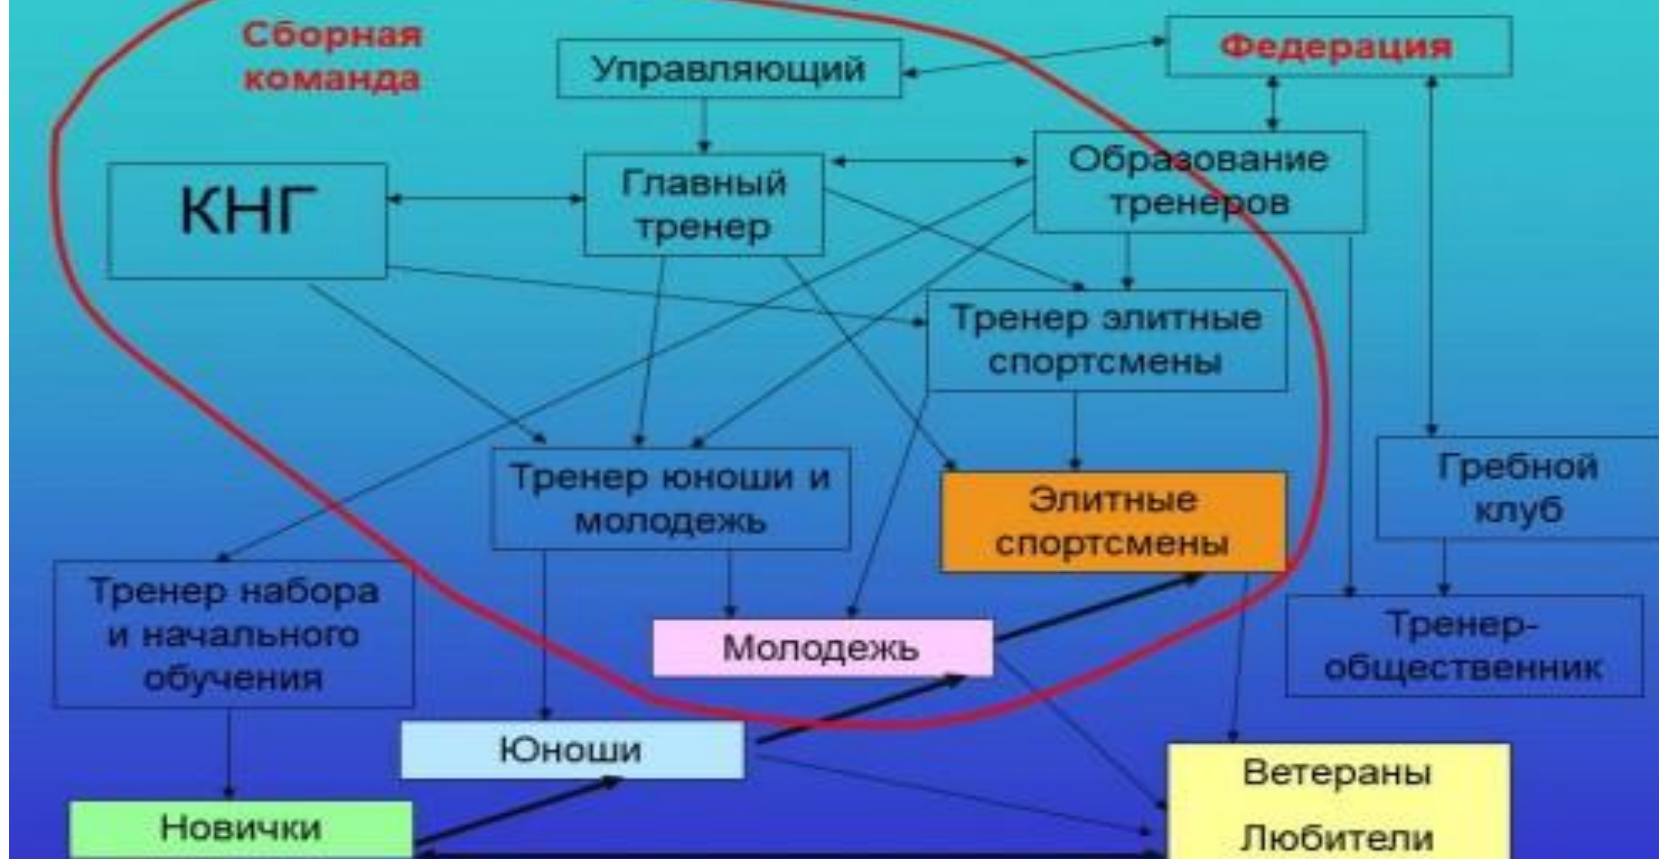 Сборная
команда
Управляющий
Федерация
КНГ
Главный
тренер
Образование
тренеров
Тренер элитные
спортсмены
Тренер юноши и
молодежь
Элитные
спортсмены
Гребной
клуб
Тренер набора
и начального
обучения
Молодежь
Тренер-
общественник
Юноши
Новички
Ветераны
Любители